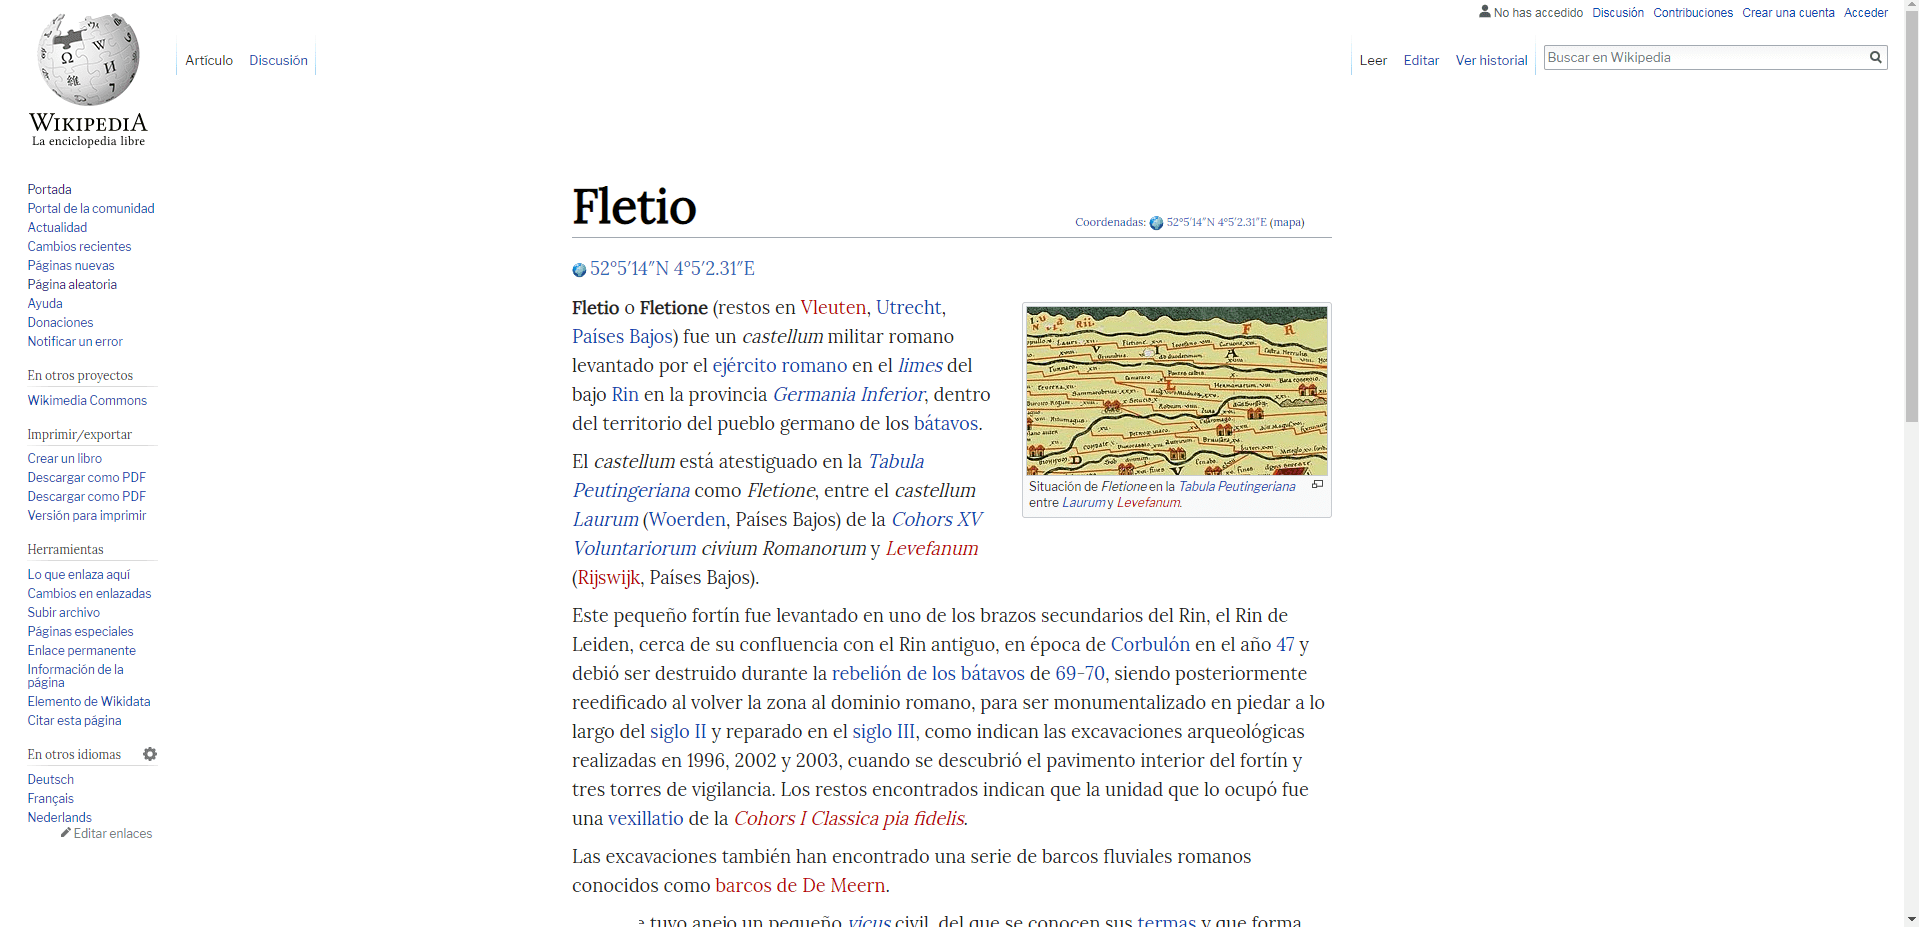 No has accedido Discusión Contribuciones Crear una cuenta Acceder
Artículo Discusión
Leer Editar Ver historial Buscar en Wikipedia
WIKIPEDIA
La enciclopedia libre
Portada
Portal de la comunidad
Actualidad
Cambios recientes
Páginas nuevas
Página aleatoria
Ayuda
Donaciones
Notificar un error
En otros proyectos
Wikimedia Commons
Imprimir/exportar
Crear un libro
Descargar como PDF
Descargar como PDF
Versión para imprimir
Herramientas
Lo que enlaza aquí
Cambios en enlazadas
Subir archivo
Páginas especiales
Enlace permanente
Información de la
página
Elemento de Wikidata
Citar esta página
En otros idiomas
Deutsch
Français
Nederlands
Editar enlaces
Fletio
Coordenadas: 52°5′14″N 4°5′2.31″E (mapa)
52°5′14″N 4°5′2.31″E
Fletio o Fletione (restos en Vleuten, Utrecht,
Países Bajos) fue un castellum militar romano
levantado por el ejército romano en el limes del
bajo Rin en la provincia Germania Inferior, dentro
del territorio del pueblo germano de los bátavos.
El castellum está atestiguado en la Tabula
Peutingeriana como Fletione, entre el castellum
Laurum (Woerden, Países Bajos) de la Cohors XV
Voluntariorum civium Romanorum y Levefanum
(Rijswijk, Países Bajos).
Situación de Fletione en la Tabula Peutingeriana
entre Laurum y Levefanum.
Este pequeño fortín fue levantado en uno de los brazos secundarios del Rin, el Rin de
Leiden, cerca de su confluencia con el Rin antiguo, en época de Corbulón en el año 47 y
debió ser destruido durante la rebelión de los bátavos de 69-70, siendo posteriormente
reedificado al volver la zona al dominio romano, para ser monumentalizado en piedar a lo
largo del siglo II y reparado en el siglo III, como indican las excavaciones arqueológicas
realizadas en 1996, 2002 y 2003, cuando se descubrió el pavimento interior del fortín y
tres torres de vigilancia. Los restos encontrados indican que la unidad que lo ocupó fue
una vexillatio de la Cohors I Classica pia fidelis.
Las excavaciones también han encontrado una serie de barcos fluviales romanos
conocidos como barcos de De Meern.
tuvo anejo un pequeño vicus civil, del que se conocen sus termas y que forma